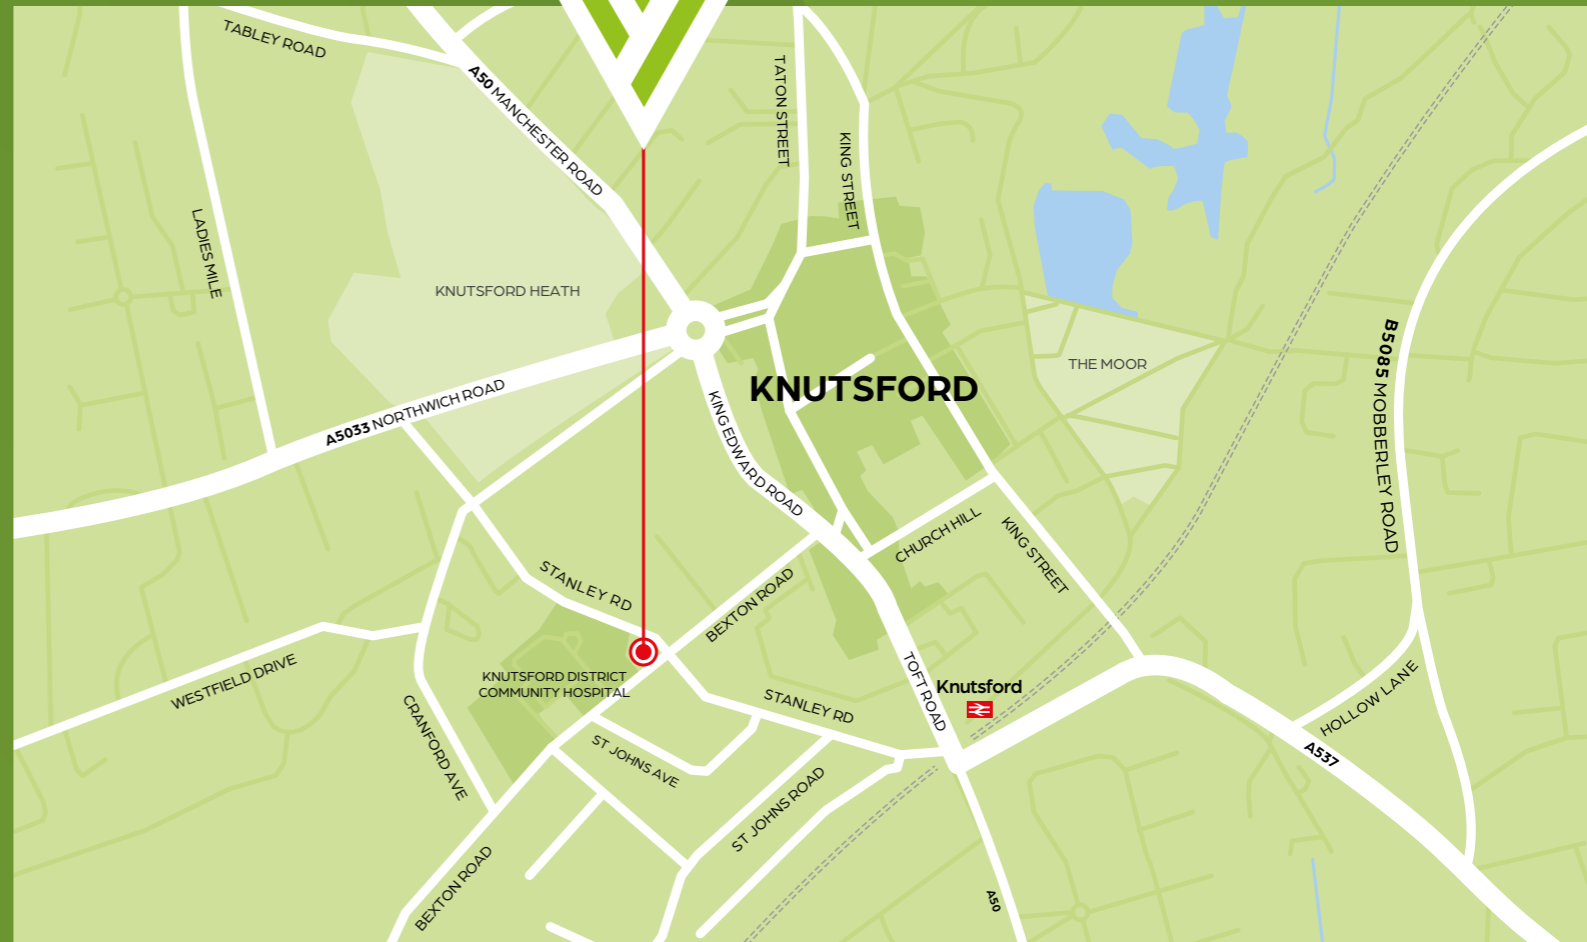 TABLEY ROAD
A50 MANCHESTER ROAD
TATON STREET
KING STREET
LADIES MILE
KNUTSFORD HEATH
B5085 MOBBERLEY ROAD
THE MOOR
KNUTSFORD
A5033 NORTHWICH ROAD
KING EDWARD ROAD
CHURCH HILL
KING STREET
STANLEY RD
BEXTON ROAD
WESTFIELD DRIVE
KNUTSFORD DISTRICT
COMMUNITY HOSPITAL
TOFT ROAD
Knutsford
STANLEY RD
HOLLOW LANE
CRANFORD AVE
ST JOHNS AVE
A537
ST JOHNS ROAD
BEXTON ROAD
A50